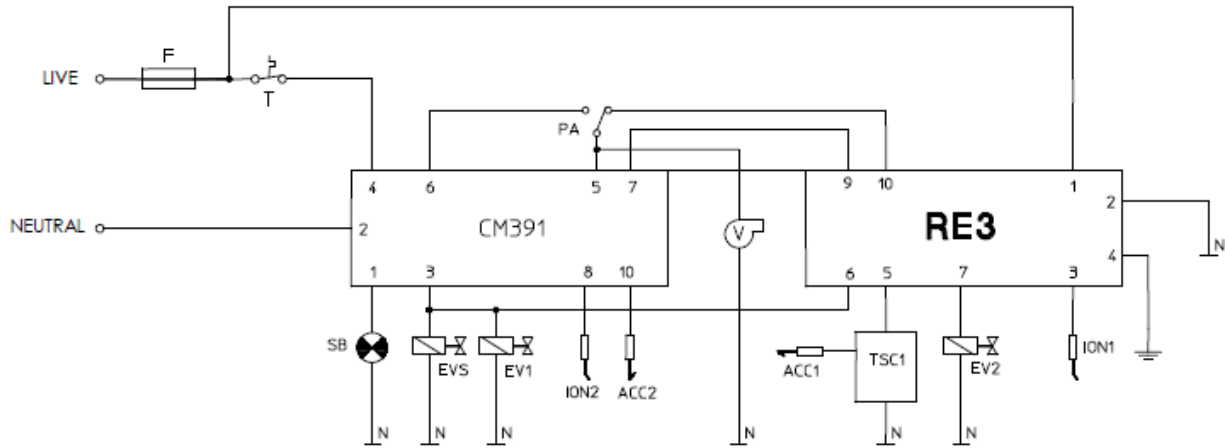 F
LIVE
T
PA
4 6 5 7 9 10 1
2
NEUTRAL 2 CM391 V RE3
N
4
1 3 8 10 6 5 7 3
SB EVS EV1 ION2 ACC2 ACC1 TSC1 EV2 ION1
N N N N N N